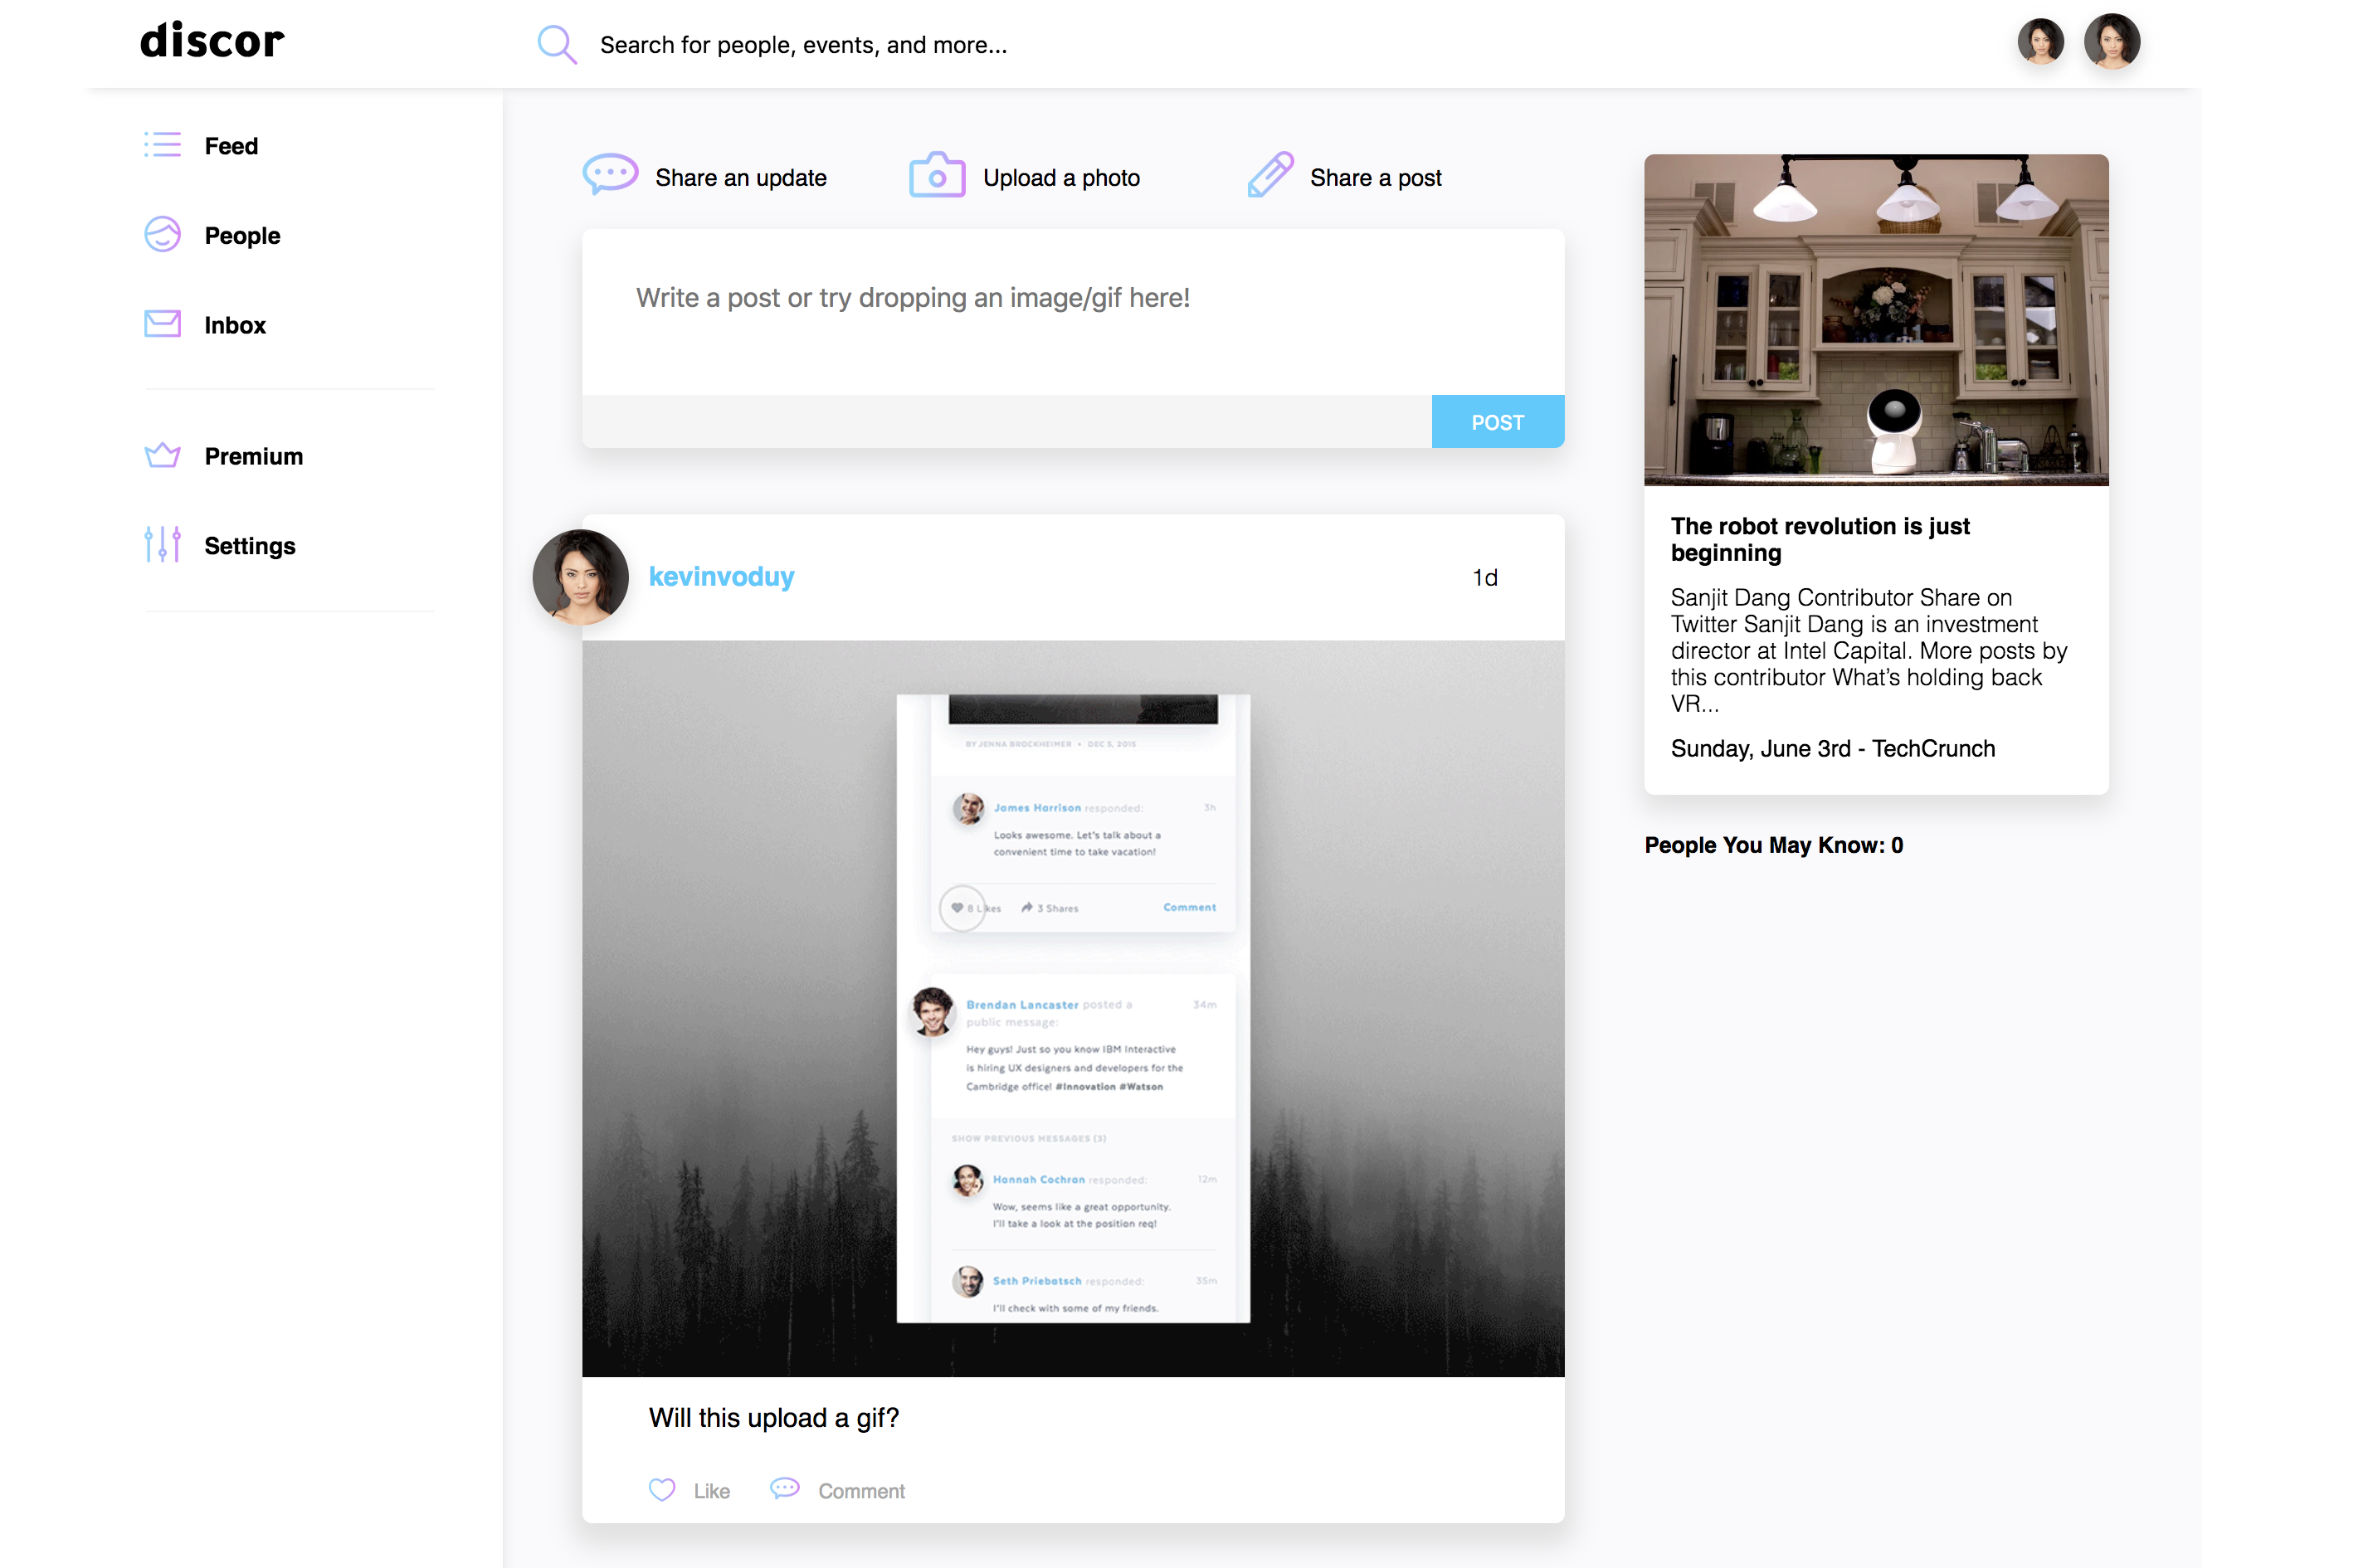 discor
Search for people, events, and more...
Feed
People
Inbox
Premium
Settings
Share an update
Upload a photo
Share a post
Write a post or try dropping an image/gif here!
POST
kevinvoduy
1d
BY JENNA BROCKHEIMER • DEC 5, 2015
James Harrison responded:
3h
Looks awesome. Let's talk about a
convenient time to take vacation!
8 Likes
3 Shares
Comment
Brendan Lancaster posted a
34m
public message:
Hey guys! Just so you know IBM Interactive
is hiring UX designers and developers for the
Cambridge office! #Innovation #Watson
SHOW PREVIOUS MESSAGES (3)
Hannah Cochran responded:
12m
Wow, seems like a great opportunity.
I'll take a look at the position req!
Seth Priebatsch responded:
35m
I'll check with some of my friends.
Will this upload a gif?
Like
Comment
The robot revolution is just
beginning
Sanjit Dang Contributor Share on
Twitter Sanjit Dang is an investment
director at Intel Capital. More posts by
this contributor What’s holding back
VR...
Sunday, June 3rd - TechCrunch
People You May Know: 0